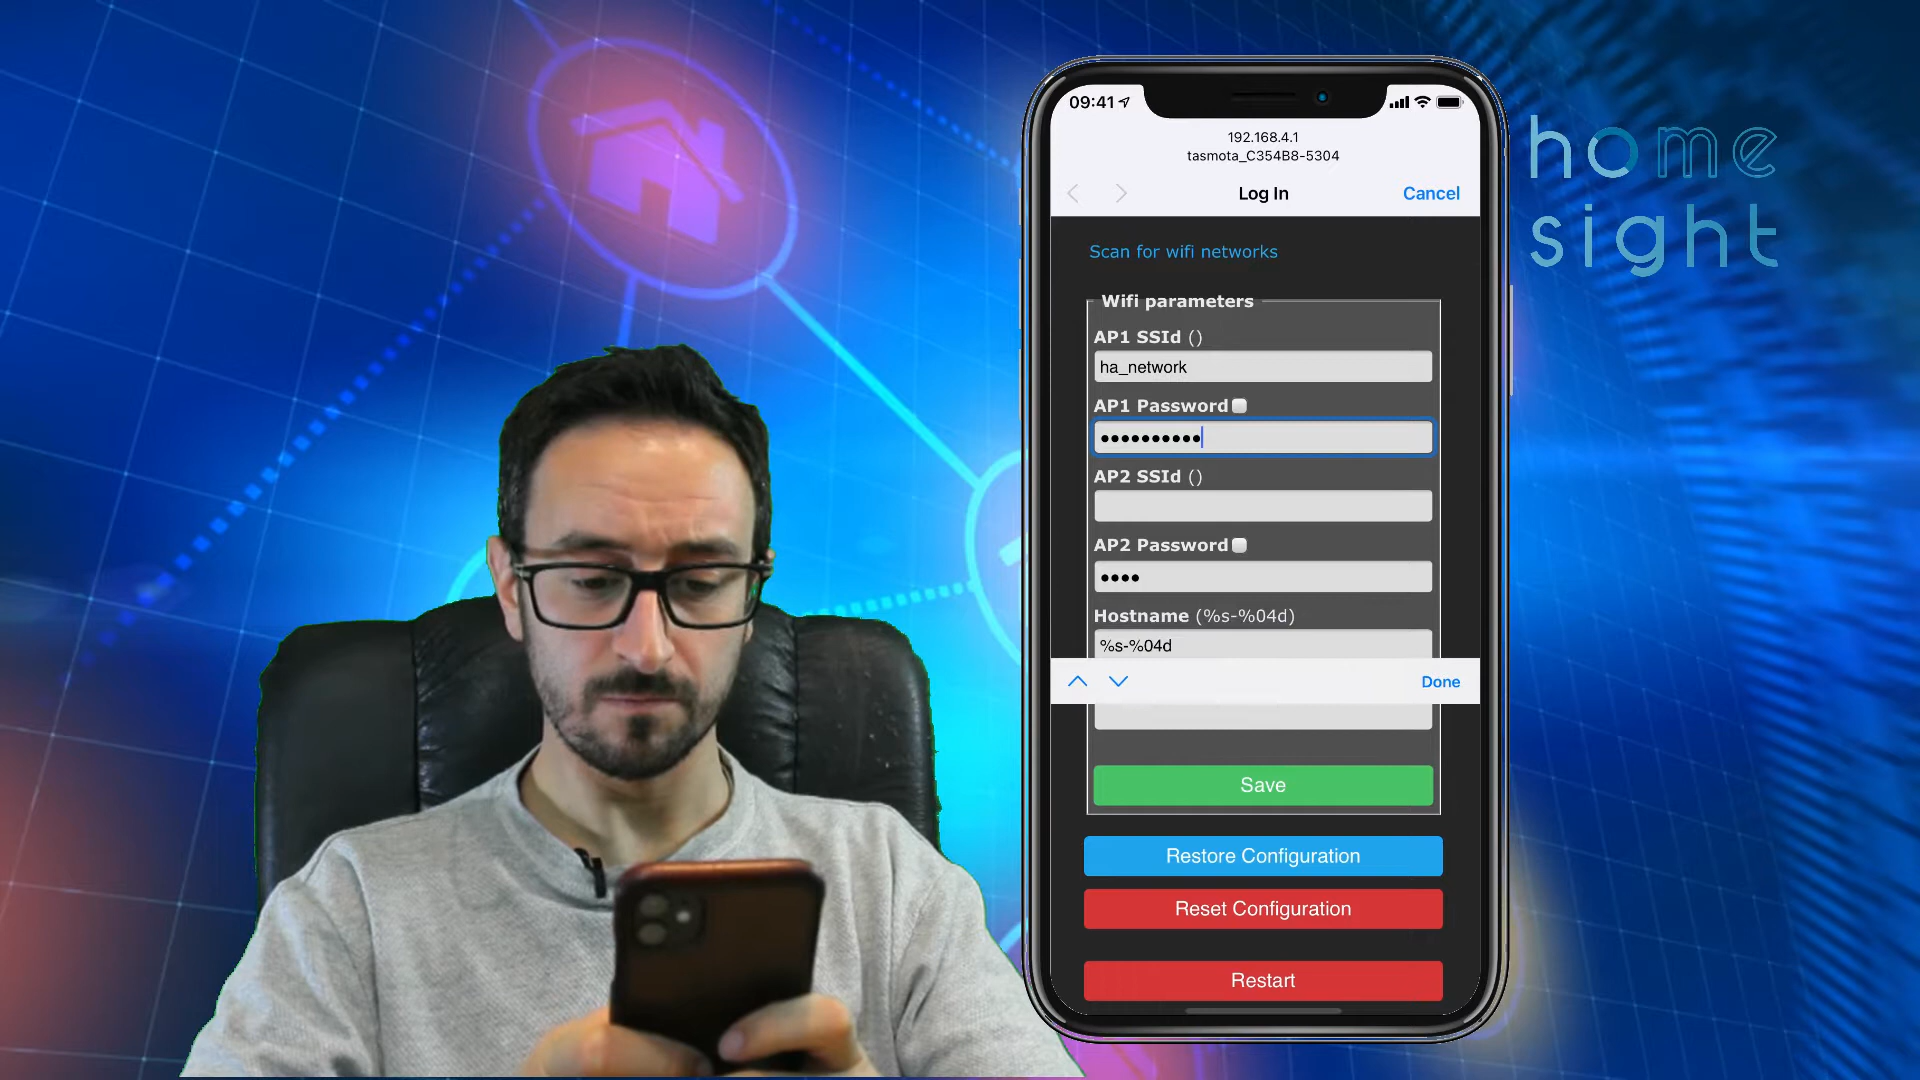 09:41
192.168.4.1
tasmota_C354B8-5304
Log In
Cancel
Scan for wifi networks
Wifi parameters
AP1 SSId ()
ha_network
AP1 Password
••••••••••
AP2 SSId ()
AP2 Password
••••
Hostname (%s-%04d)
%s-%04d
Done
Save
Restore Configuration
Reset Configuration
Restart
home
sight